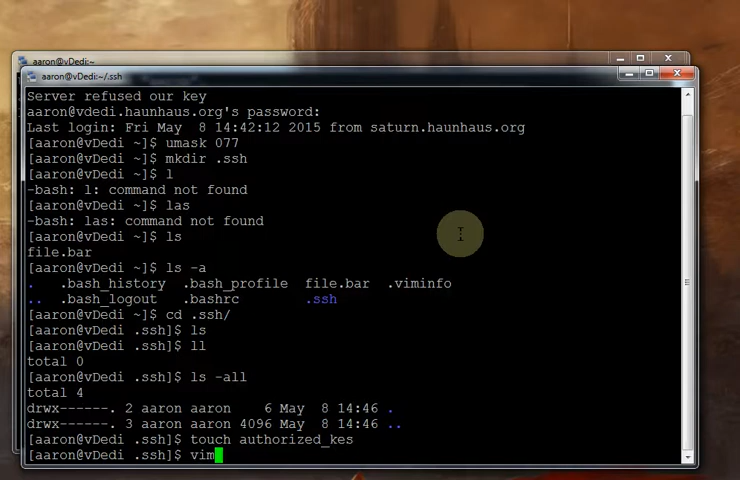 aaron@vDedi:~
aaron@vDedi:~/.ssh
Server refused our key
aaron@vdedi.haunhaus.org's password:
Last login: Fri May  8 14:42:12 2015 from saturn.haunhaus.org
[aaron@vDedi ~]$ umask 077
[aaron@vDedi ~]$ mkdir .ssh
[aaron@vDedi ~]$ l
-bash: l: command not found
[aaron@vDedi ~]$ las
-bash: las: command not found
[aaron@vDedi ~]$ ls
file.bar
[aaron@vDedi ~]$ ls -a
.   .bash_history  .bash_profile  file.bar  .viminfo
..  .bash_logout   .bashrc        .ssh
[aaron@vDedi ~]$ cd .ssh/
[aaron@vDedi .ssh]$ ls
[aaron@vDedi .ssh]$ ll
total 0
[aaron@vDedi .ssh]$ ls -all
total 4
drwx------. 2 aaron aaron    6 May  8 14:46 .
drwx------. 3 aaron aaron 4096 May  8 14:46 ..
[aaron@vDedi .ssh]$ touch authorized_kes
[aaron@vDedi .ssh]$ vim